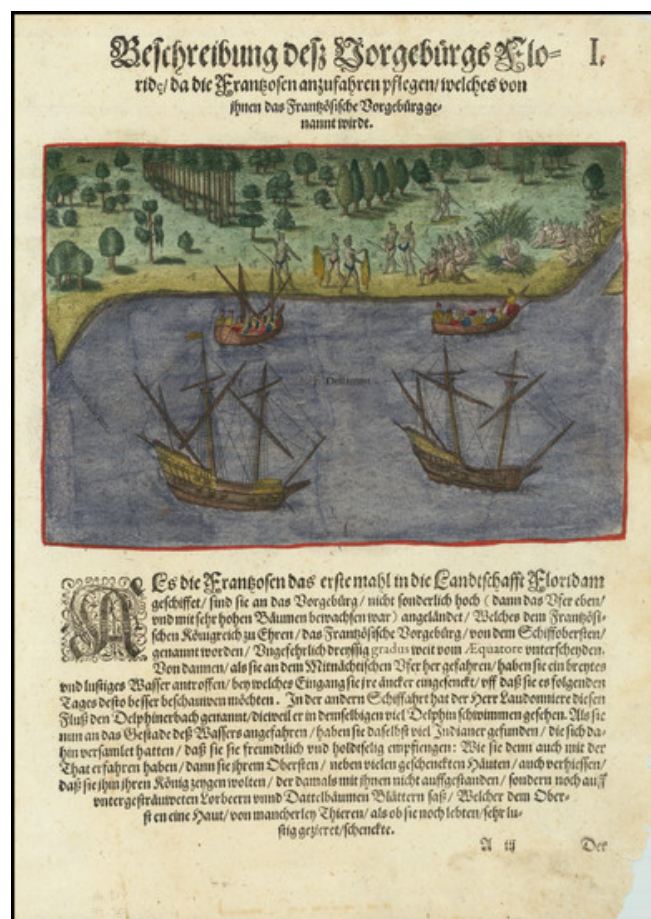 Beschreibung deß Vorgebürgs Flo= I.
ridę/ da die Frantzosen anzufahren pflegen/ welches von
ihnen das Frantzösische Vorgebürg ge-
nannt wirdt.
ALs die Frantzosen das erste mahl in die Landtschafft Floridam
geschiffet/ sind sie an das Vorgebürg/ nicht sonderlich hoch (dann das Vfer eben/
vnd mit sehr hohen Bäumen bewachsen war) angeländet/ Welches dem Frantzösi-
schen Königreich zu Ehren/ das Frantzösische Vorgebürg/ von dem Schiffobersten/
genannt worden/ Vngefehrlich dreyssig gradus weit vom Æquatore vnterscheyden.
Von dannen/ als sie an dem Mitnächtischen Vfer her gefahren/ haben sie ein breytes
vnd lustiges Wasser antroffen/ bey welches Eingang sie jre äncker eingesenckt/ vff daß sie es folgenden
Tages desto besser beschauwen möchten. In der andern Schiffahrt hat der Herr Laudonniere diesen
Fluß den Delphinerbach genannt/ dieweil er in demselbigen viel Delphin schwimmen gesehen. Als sie
nun an das Gestade deß Wassers angefahren/ haben sie daselbst viel Indianer gefunden/ die sich da-
hin versamlet hatten/ daß sie sie freundtlich vnd holdtselig empfiengen: Wie sie denn auch mit der
That erfahren haben/ dann sie jhrem Obersten/ neben vielen geschenckten Häuten/ auch verhiessen/
daß sie jhm jhren König zeygen wolten/ der damals mit jhnen nicht auffgestanden/ sondern noch auff
vntergesträuweten Lorbeern vnnd Dattelbäumen Blättern saß/ Welcher dem Ober-
sten eine Haut/ von mancherley Thieren/ als ob sie noch lebten/ sehr lu-
stig gezieret/ schenckte.
A iij Der